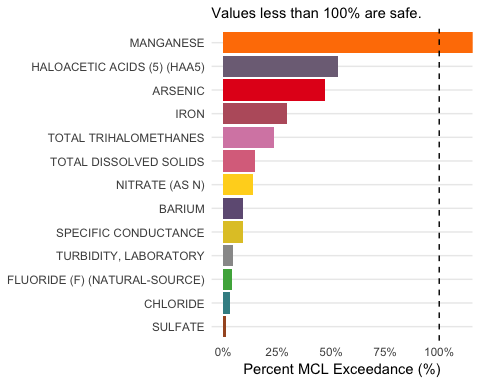 Values less than 100% are safe.
MANGANESE
HALOACETIC ACIDS (5) (HAA5)
ARSENIC
IRON
TOTAL TRIHALOMETHANES
TOTAL DISSOLVED SOLIDS
NITRATE (AS N)
BARIUM
SPECIFIC CONDUCTANCE
TURBIDITY, LABORATORY
FLUORIDE (F) (NATURAL-SOURCE)
CHLORIDE
SULFATE
0% 25% 50% 75% 100%
Percent MCL Exceedance (%)